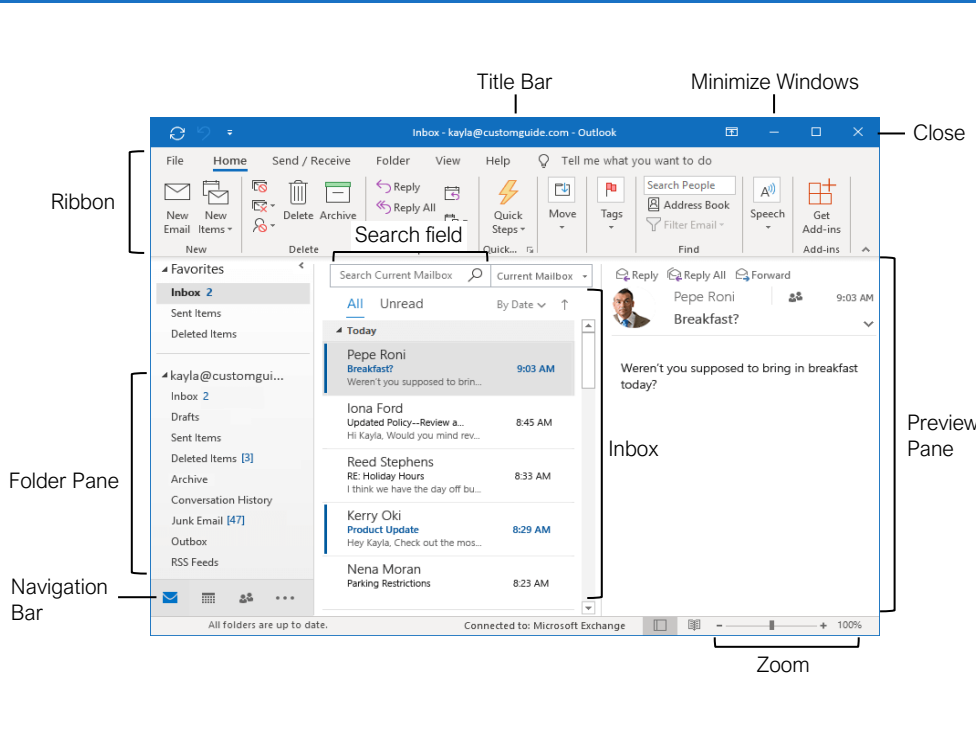 Title Bar
Minimize Windows
Inbox - kayla@customguide.com - Outlook
Close
File Home Send / Receive Folder View Help Tell me what you want to do
Ribbon
New Email
New Items
Delete
Archive
Reply
Reply All
Quick Steps
Move
Tags
Search People
Address Book
Filter Email
Speech
Get Add-ins
New
Delete
Quick...
Find
Add-ins
Search field
Favorites
Inbox 2
Sent Items
Deleted Items
kayla@customgui...
Inbox 2
Drafts
Sent Items
Deleted Items [3]
Archive
Conversation History
Junk Email [47]
Outbox
RSS Feeds
Folder Pane
Navigation
Bar
Search Current Mailbox
Current Mailbox
All Unread By Date
Today
Pepe Roni
Breakfast? 9:03 AM
Weren't you supposed to brin...
Iona Ford
Updated Policy--Review a... 8:45 AM
Hi Kayla, Would you mind rev...
Reed Stephens
RE: Holiday Hours 8:33 AM
I think we have the day off bu...
Kerry Oki
Product Update 8:29 AM
Hey Kayla, Check out the mos...
Nena Moran
Parking Restrictions 8:23 AM
Inbox
Reply Reply All Forward
Pepe Roni 9:03 AM
Breakfast?
Weren't you supposed to bring in breakfast
today?
Preview
Pane
All folders are up to date. Connected to: Microsoft Exchange 100%
Zoom